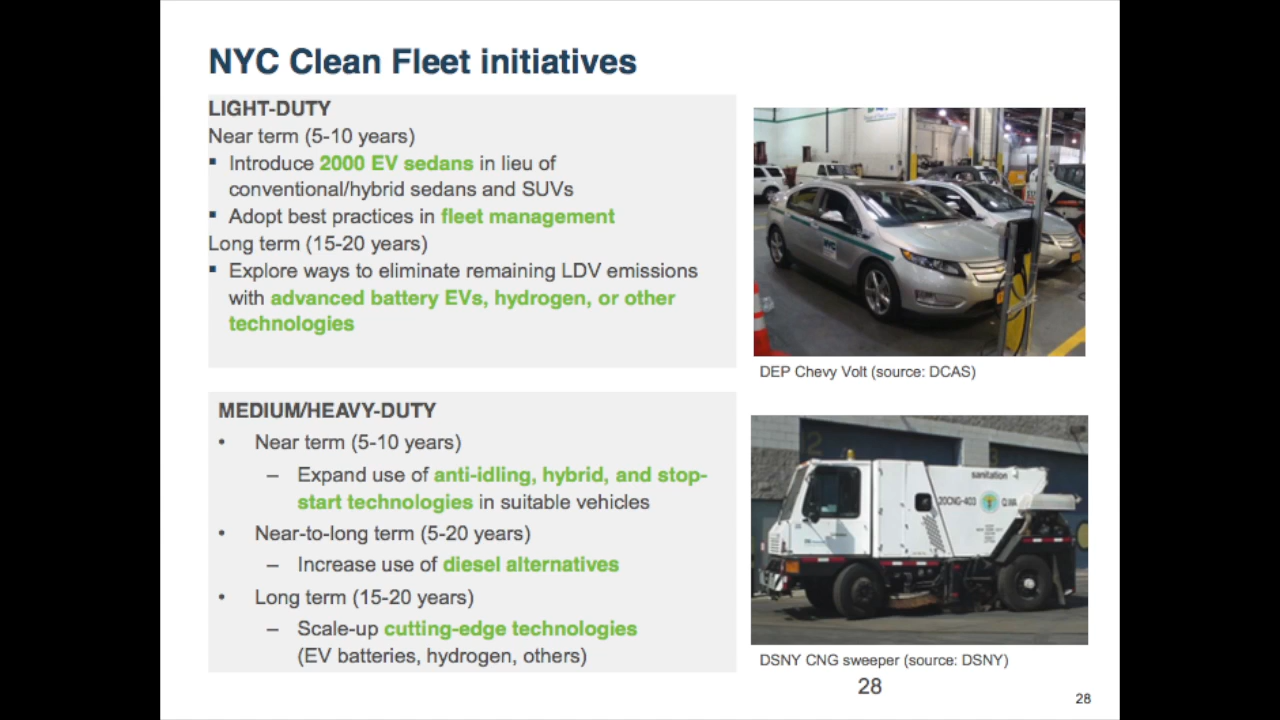 NYC Clean Fleet initiatives
LIGHT-DUTY
Near term (5-10 years)
▪ Introduce 2000 EV sedans in lieu of
conventional/hybrid sedans and SUVs
▪ Adopt best practices in fleet management
Long term (15-20 years)
▪ Explore ways to eliminate remaining LDV emissions
with advanced battery EVs, hydrogen, or other
technologies
NYC
DEP Chevy Volt (source: DCAS)
MEDIUM/HEAVY-DUTY
• Near term (5-10 years)
– Expand use of anti-idling, hybrid, and stop-
start technologies in suitable vehicles
• Near-to-long term (5-20 years)
– Increase use of diesel alternatives
• Long term (15-20 years)
– Scale-up cutting-edge technologies
(EV batteries, hydrogen, others)
2
sanitation
20CNG-403
DSNY CNG sweeper (source: DSNY)
28
28